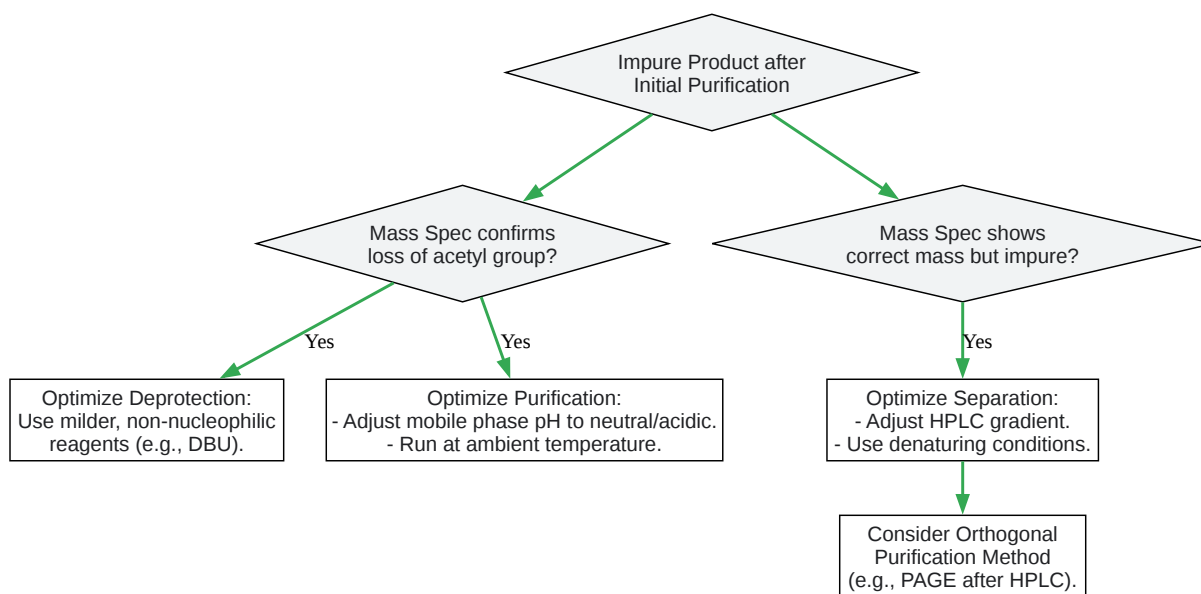 Impure Product after
Initial Purification
Mass Spec confirms
loss of acetyl group?
Mass Spec shows
correct mass but impure?
Yes
Yes
Yes
Optimize Deprotection:
Use milder, non-nucleophilic
reagents (e.g., DBU).
Optimize Purification:
- Adjust mobile phase pH to neutral/acidic.
- Run at ambient temperature.
Optimize Separation:
- Adjust HPLC gradient.
- Use denaturing conditions.
Consider Orthogonal
Purification Method
(e.g., PAGE after HPLC).